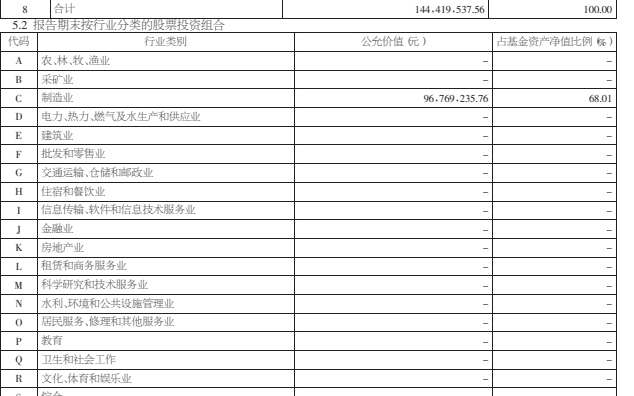 8 合计 144,419,537.56 100.00
5.2 报告期末按行业分类的股票投资组合
代码 行业类别 公允价值（元） 占基金资产净值比例（%）
A 农、林、牧、渔业 – –
B 采矿业 – –
C 制造业 96,769,235.76 68.01
D 电力、热力、燃气及水生产和供应业 – –
E 建筑业 – –
F 批发和零售业 – –
G 交通运输、仓储和邮政业 – –
H 住宿和餐饮业 – –
I 信息传输、软件和信息技术服务业 – –
J 金融业 – –
K 房地产业 – –
L 租赁和商务服务业 – –
M 科学研究和技术服务业 – –
N 水利、环境和公共设施管理业 – –
O 居民服务、修理和其他服务业 – –
P 教育 – –
Q 卫生和社会工作 – –
R 文化、体育和娱乐业 – –
S 综合